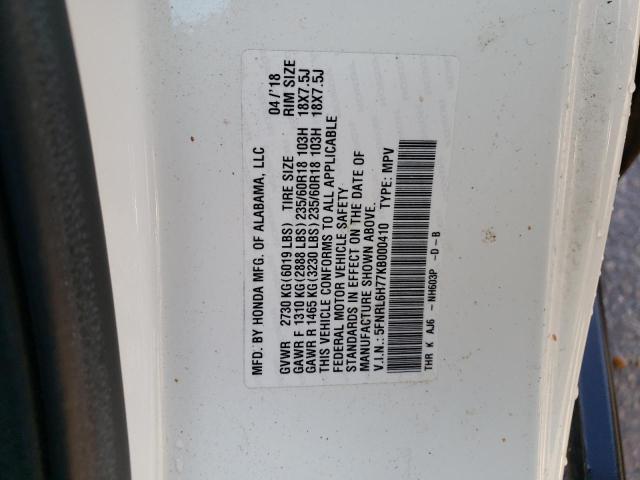 MFD. BY HONDA MFG. OF ALABAMA, LLC 04/'18
GVWR 2730 KG(6019 LBS) TIRE SIZE RIM SIZE
GAWR F 1310 KG(2888 LBS) 235/60R18 103H 18X7.5J
GAWR R 1465 KG(3230 LBS) 235/60R18 103H 18X7.5J
THIS VEHICLE CONFORMS TO ALL APPLICABLE
FEDERAL MOTOR VEHICLE SAFETY
STANDARDS IN EFFECT ON THE DATE OF
MANUFACTURE SHOWN ABOVE.
V.I.N.: 5FNRL6H77KB000410 TYPE: MPV
THR K AJ6 - NH603P -D -B